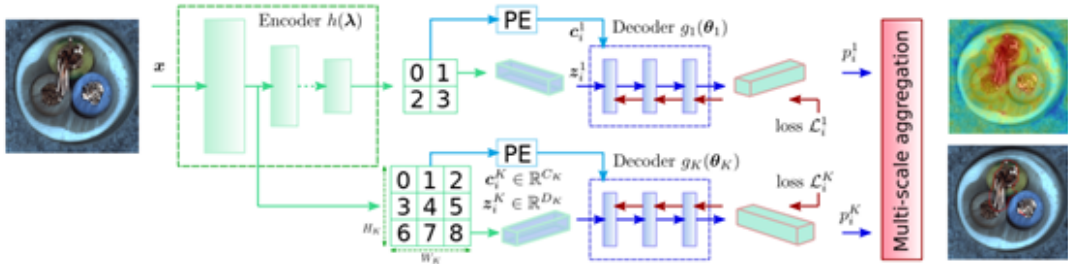 Encoder h(λ)
x
0 1
2 3
PE
c_i^1
z_i^1
Decoder g_1(θ_1)
p_i^1
loss ℒ_i^1
0 1 2
3 4 5
6 7 8
H_K
W_K
PE
c_i^K ∈ ℝ^{C_K}
z_i^K ∈ ℝ^{D_K}
Decoder g_K(θ_K)
loss ℒ_i^K
p_i^K
Multi-scale aggregation